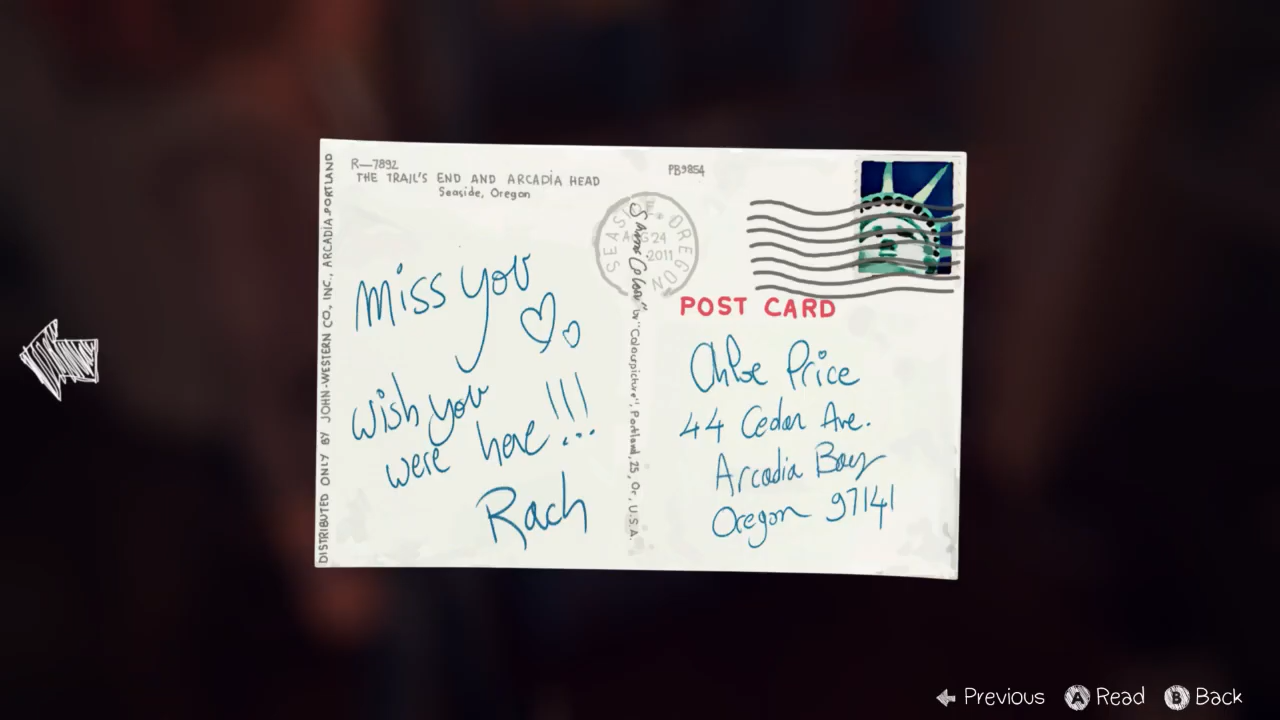 R—7892
THE TRAIL'S END AND ARCADIA HEAD
Seaside, Oregon
PB9854
SEASIDE, OREGON
AUG 24
2011
POST CARD
Miss you
Wish you
were here!!!
Rach
Chloe Price
44 Cedar Ave.
Arcadia Bay
Oregon 97141
DISTRIBUTED ONLY BY JOHN-WESTERN CO., INC., ARCADIA-PORTLAND
by "Colourpicture", Portland, 25, Or., U.S.A.
Previous
A Read
B Back